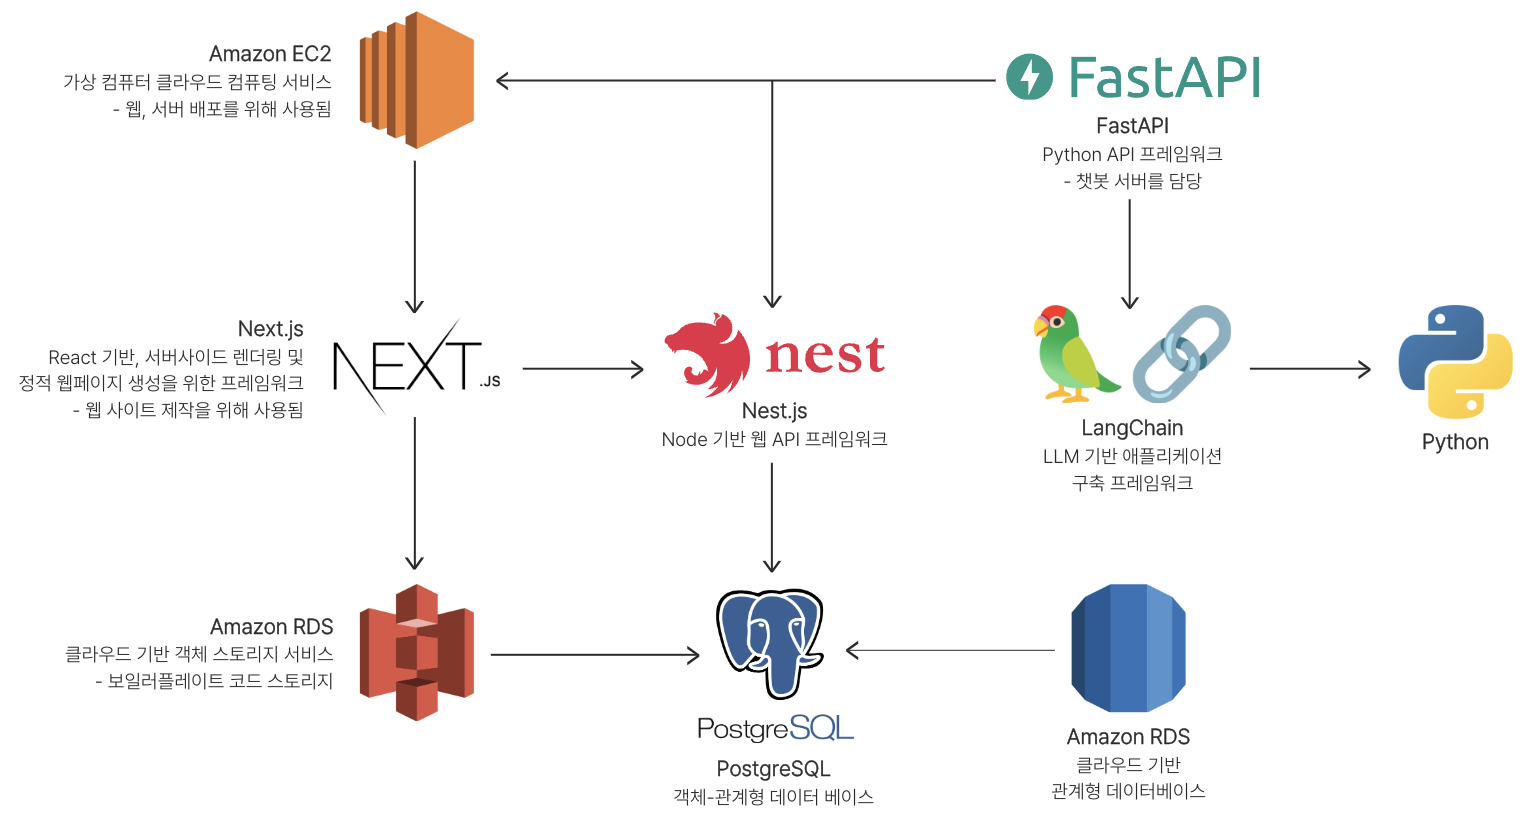 Amazon EC2
가상 컴퓨터 클라우드 컴퓨팅 서비스
- 웹, 서버 배포를 위해 사용됨
FastAPI
FastAPI
Python API 프레임워크
- 챗봇 서버를 담당
Next.js
React 기반, 서버사이드 렌더링 및
정적 웹페이지 생성을 위한 프레임워크
- 웹 사이트 제작을 위해 사용됨
NEXT.JS
nest
Nest.js
Node 기반 웹 API 프레임워크
LangChain
LLM 기반 애플리케이션
구축 프레임워크
Python
Amazon RDS
클라우드 기반 객체 스토리지 서비스
- 보일러플레이트 코드 스토리지
PostgreSQL
PostgreSQL
객체-관계형 데이터 베이스
Amazon RDS
클라우드 기반
관계형 데이터베이스